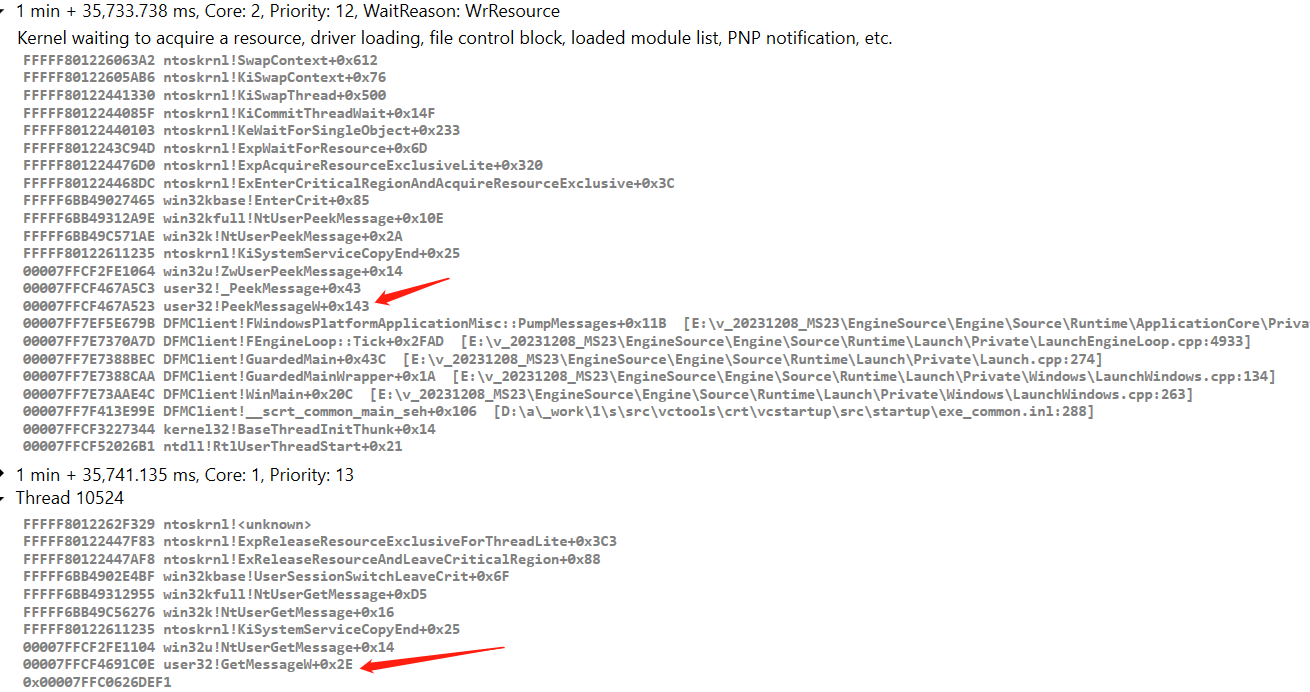 1 min + 35,733.738 ms, Core: 2, Priority: 12, WaitReason: WrResource
Kernel waiting to acquire a resource, driver loading, file control block, loaded module list, PNP notification, etc.
FFFFF801226063A2 ntoskrnl!SwapContext+0x612
FFFFF80122605AB6 ntoskrnl!KiSwapContext+0x76
FFFFF80122441330 ntoskrnl!KiSwapThread+0x500
FFFFF8012244085F ntoskrnl!KiCommitThreadWait+0x14F
FFFFF80122440103 ntoskrnl!KeWaitForSingleObject+0x233
FFFFF8012243C94D ntoskrnl!ExpWaitForResource+0x6D
FFFFF801224476D0 ntoskrnl!ExpAcquireResourceExclusiveLite+0x320
FFFFF801224468DC ntoskrnl!ExEnterCriticalRegionAndAcquireResourceExclusive+0x3C
FFFFF6BB49027465 win32kbase!EnterCrit+0x85
FFFFF6BB49312A9E win32kfull!NtUserPeekMessage+0x10E
FFFFF6BB49C571AE win32k!NtUserPeekMessage+0x2A
FFFFF80122611235 ntoskrnl!KiSystemServiceCopyEnd+0x25
00007FFCF2FE1064 win32u!ZwUserPeekMessage+0x14
00007FFCF467A5C3 user32!_PeekMessage+0x43
00007FFCF467A523 user32!PeekMessageW+0x143
00007FF7EF5E679B DFMClient!FWindowsPlatformApplicationMisc::PumpMessages+0x11B [E:\v_20231208_MS23\EngineSource\Engine\Source\Runtime\ApplicationCore\Priva
00007FF7E7370A7D DFMClient!FEngineLoop::Tick+0x2FAD [E:\v_20231208_MS23\EngineSource\Engine\Source\Runtime\Launch\Private\LaunchEngineLoop.cpp:4933]
00007FF7E7388BEC DFMClient!GuardedMain+0x43C [E:\v_20231208_MS23\EngineSource\Engine\Source\Runtime\Launch\Private\Launch.cpp:274]
00007FF7E7388CAA DFMClient!GuardedMainWrapper+0x1A [E:\v_20231208_MS23\EngineSource\Engine\Source\Runtime\Launch\Private\Windows\LaunchWindows.cpp:134]
00007FF7E73AAE4C DFMClient!WinMain+0x20C [E:\v_20231208_MS23\EngineSource\Engine\Source\Runtime\Launch\Private\Windows\LaunchWindows.cpp:263]
00007FF7F413E99E DFMClient!__scrt_common_main_seh+0x106 [D:\a\_work\1\s\src\vctools\crt\vcstartup\src\startup\exe_common.inl:288]
00007FFCF3227344 kernel32!BaseThreadInitThunk+0x14
00007FFCF52026B1 ntdll!RtlUserThreadStart+0x21
1 min + 35,741.135 ms, Core: 1, Priority: 13
Thread 10524
FFFFF8012262F329 ntoskrnl!<unknown>
FFFFF80122447F83 ntoskrnl!ExpReleaseResourceExclusiveForThreadLite+0x3C3
FFFFF80122447AF8 ntoskrnl!ExReleaseResourceAndLeaveCriticalRegion+0x88
FFFFF6BB4902E4BF win32kbase!UserSessionSwitchLeaveCrit+0x6F
FFFFF6BB49312955 win32kfull!NtUserGetMessage+0xD5
FFFFF6BB49C56276 win32k!NtUserGetMessage+0x16
FFFFF80122611235 ntoskrnl!KiSystemServiceCopyEnd+0x25
00007FFCF2FE1104 win32u!NtUserGetMessage+0x14
00007FFCF4691C0E user32!GetMessageW+0x2E
0x00007FFC0626DEF1